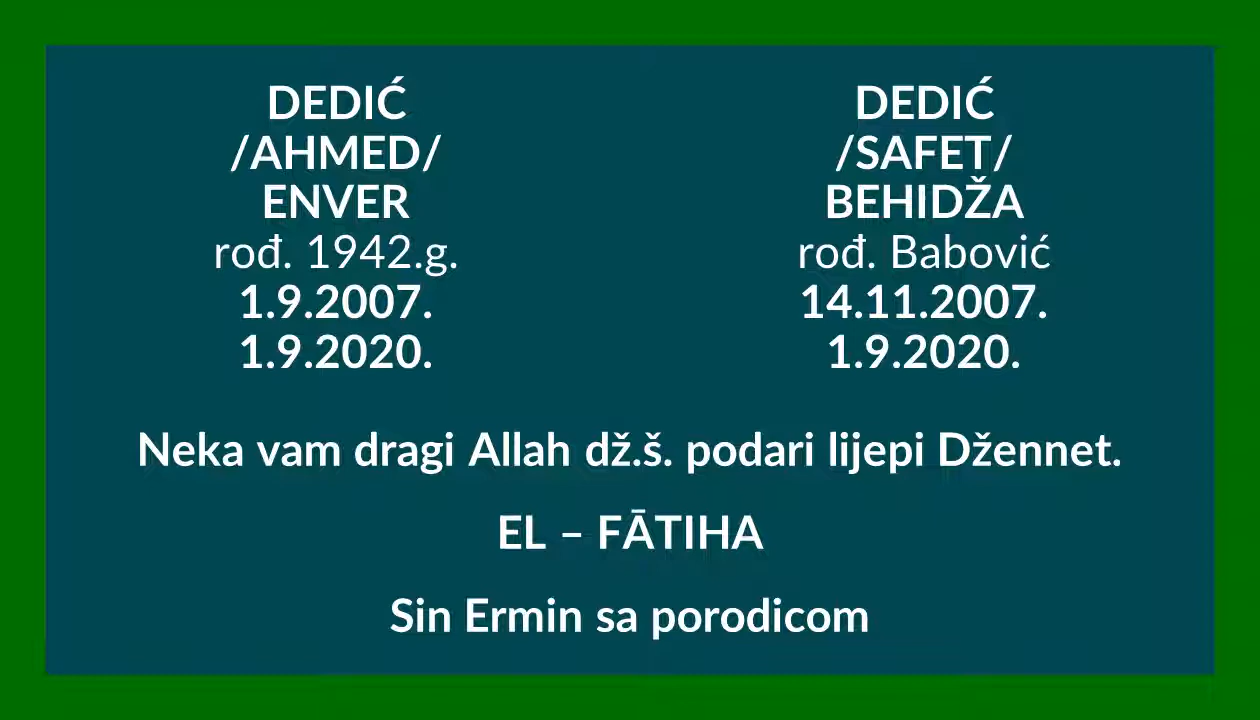 DEDIĆ
/AHMED/
ENVER
rođ. 1942.g.
1.9.2007.
1.9.2020.
DEDIĆ
/SAFET/
BEHIDŽA
rođ. Babović
14.11.2007.
1.9.2020.
Neka vam dragi Allah dž.š. podari lijepi Džennet.
EL – FĀTIHA
Sin Ermin sa porodicom